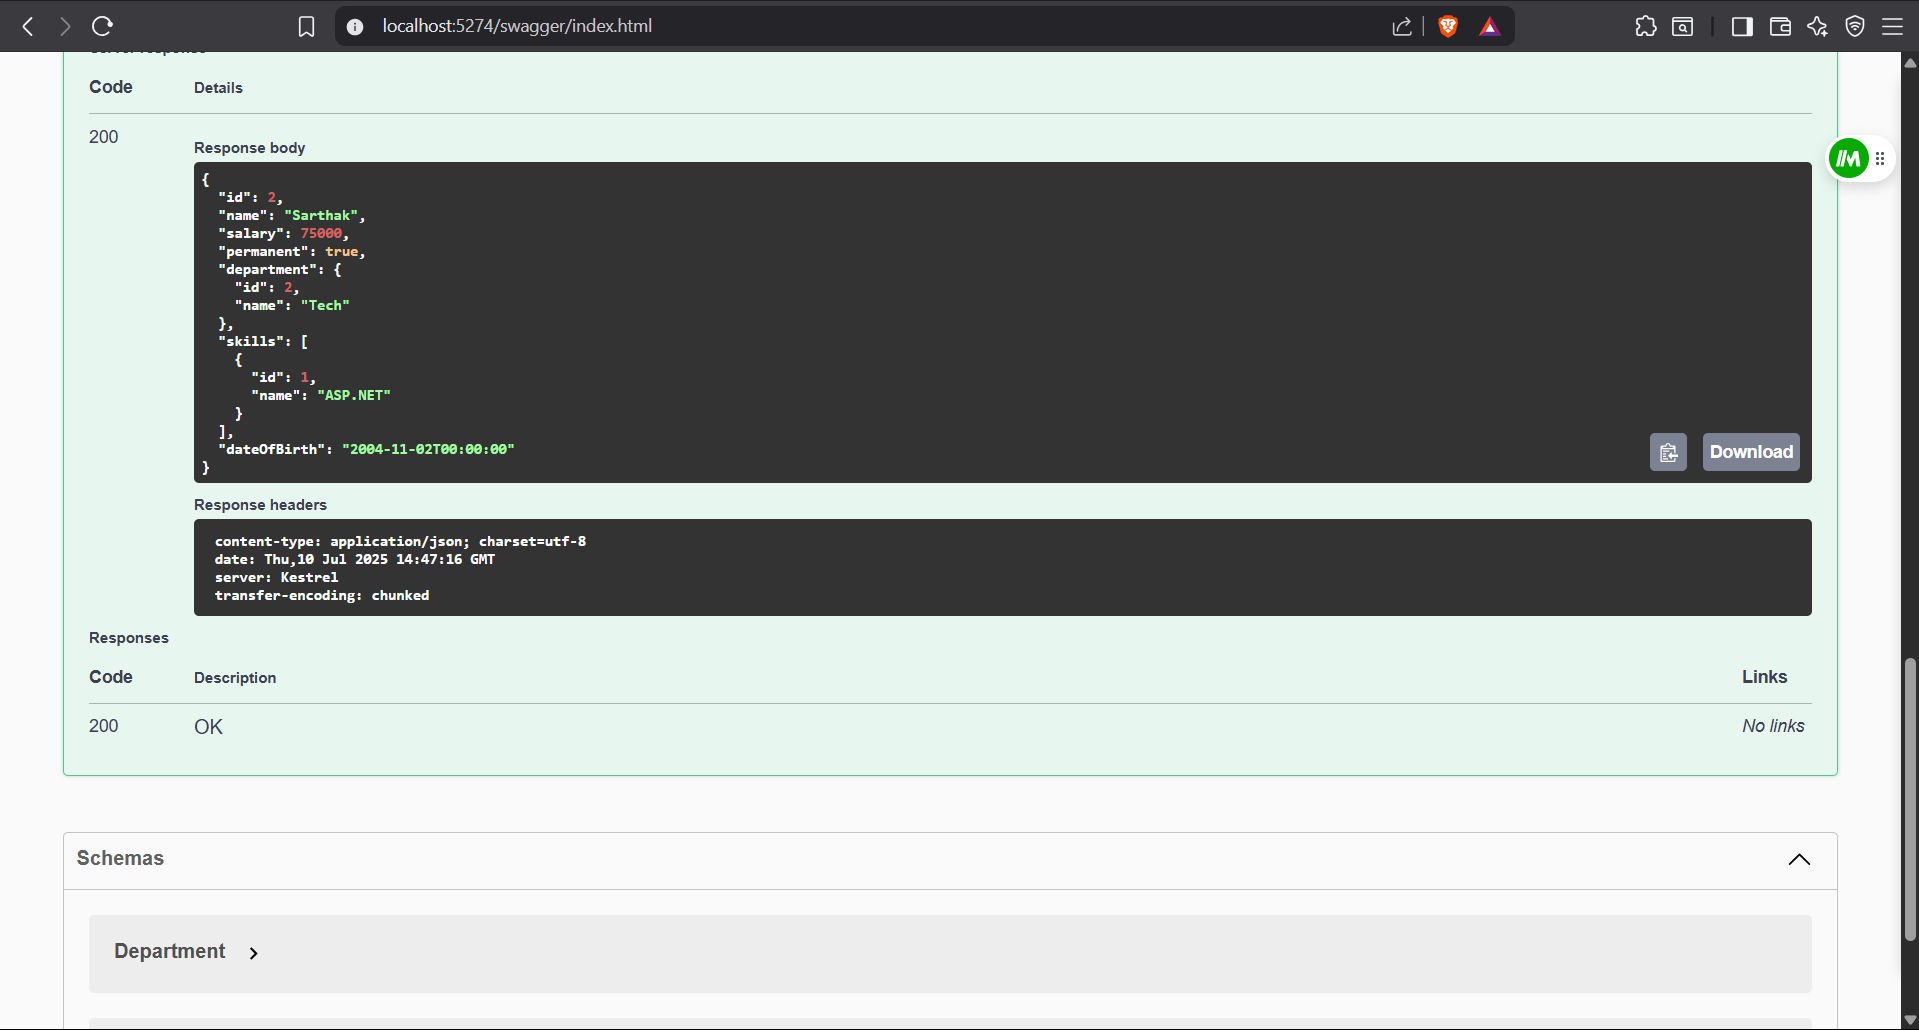 localhost:5274/swagger/index.html
Server response
Code Details
200
Response body
{
"id": 2,
"name": "Sarthak",
"salary": 75000,
"permanent": true,
"department": {
"id": 2,
"name": "Tech"
},
"skills": [
{
"id": 1,
"name": "ASP.NET"
}
],
"dateOfBirth": "2004-11-02T00:00:00"
}
Download
Response headers
content-type: application/json; charset=utf-8
date: Thu,10 Jul 2025 14:47:16 GMT
server: Kestrel
transfer-encoding: chunked
Responses
Code Description Links
200 OK No links
Schemas
Department